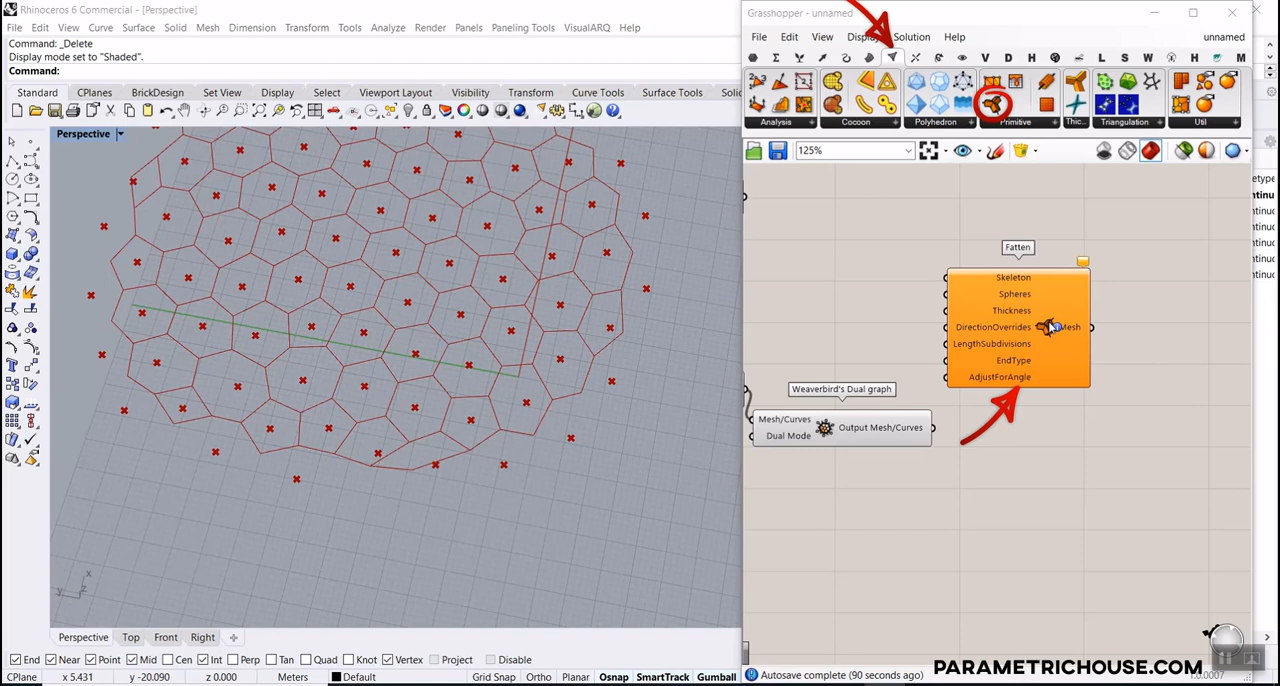 Rhinoceros 6 Commercial - [Perspective]
File Edit View Curve Surface Solid Mesh Dimension Transform Tools Analyze Render Panels Paneling Tools VisualARQ Help
Command: _Delete
Display mode set to "Shaded".
Command:
Standard CPlanes BrickDesign Set View Display Select Viewport Layout Visibility Transform Curve Tools Surface Tools Solid
Perspective
x
y
z
Perspective Top Front Right
End Near Point Mid Cen Int Perp Tan Quad Knot Vertex Project Disable
CPlane x 5.431 y -20.090 z 0.000 Meters Default Grid Snap Ortho Planar Osnap SmartTrack Gumball
Grasshopper - unnamed
File Edit View Display Solution Help unnamed
V D H L S W H M
Analysis Cocoon Polyhedron Primitive Thic... Triangulation Util
125%
Fatten
Skeleton
Spheres
Thickness
DirectionOverrides Mesh
LengthSubdivisions
EndType
AdjustForAngle
Weaverbird's Dual graph
Mesh/Curves
Dual Mode
Output Mesh/Curves
Autosave complete (90 seconds ago)
1.0.0007
PARAMETRICHOUSE.COM